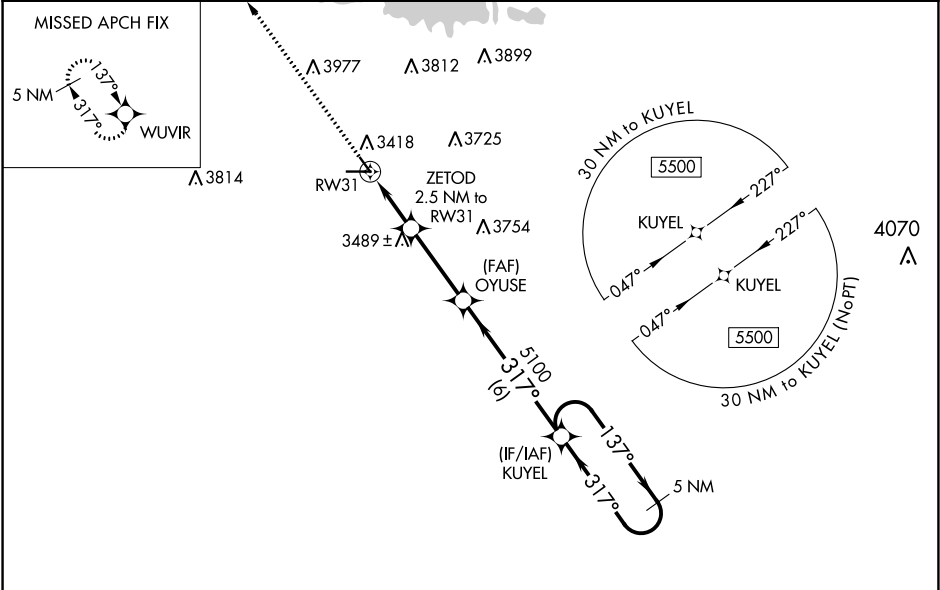 MISSED APCH FIX
137°
5 NM
317°
WUVIR
3977
3812
3899
3418
3725
3814
RW31
ZETOD
2.5 NM to
RW31
3489 ±
3754
(FAF)
OYUSE
5100
317°
(6)
(IF/IAF)
KUYEL
137°
317°
5 NM
30 NM to KUYEL
5500
227°
KUYEL
047°
227°
KUYEL
047°
5500
30 NM to KUYEL (NoPT)
4070